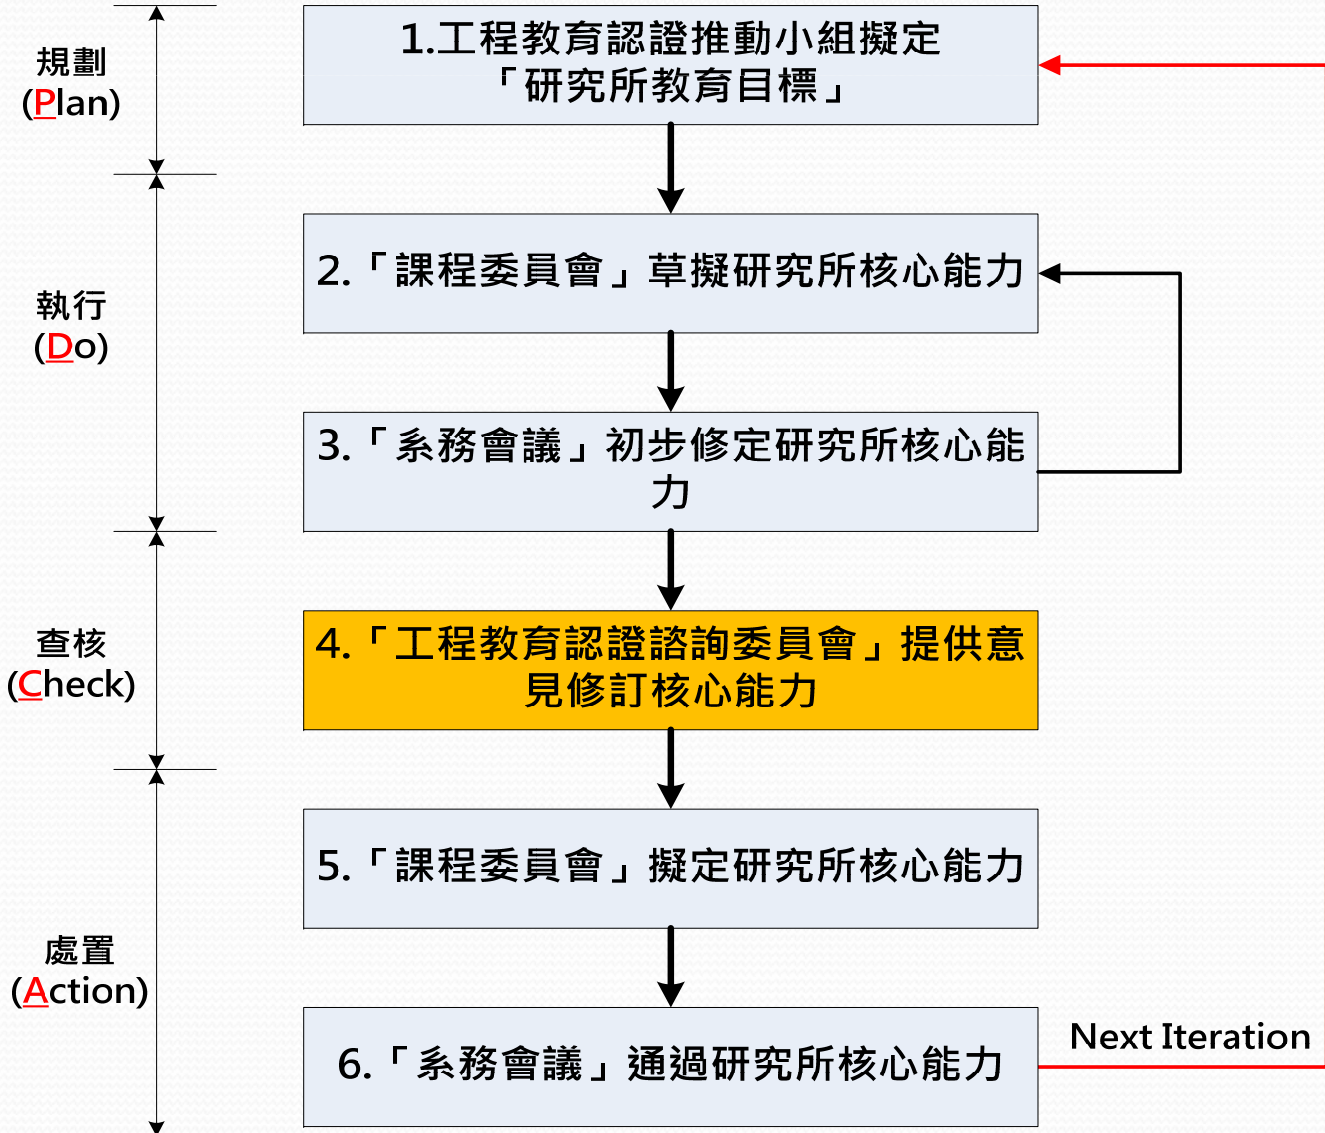 規劃
(Plan)
1.工程教育認證推動小組擬定
「研究所教育目標」
執行
(Do)
2.「課程委員會」草擬研究所核心能力
3.「系務會議」初步修定研究所核心能
力
查核
(Check)
4.「工程教育認證諮詢委員會」提供意
見修訂核心能力
處置
(Action)
5.「課程委員會」擬定研究所核心能力
6.「系務會議」通過研究所核心能力
Next Iteration